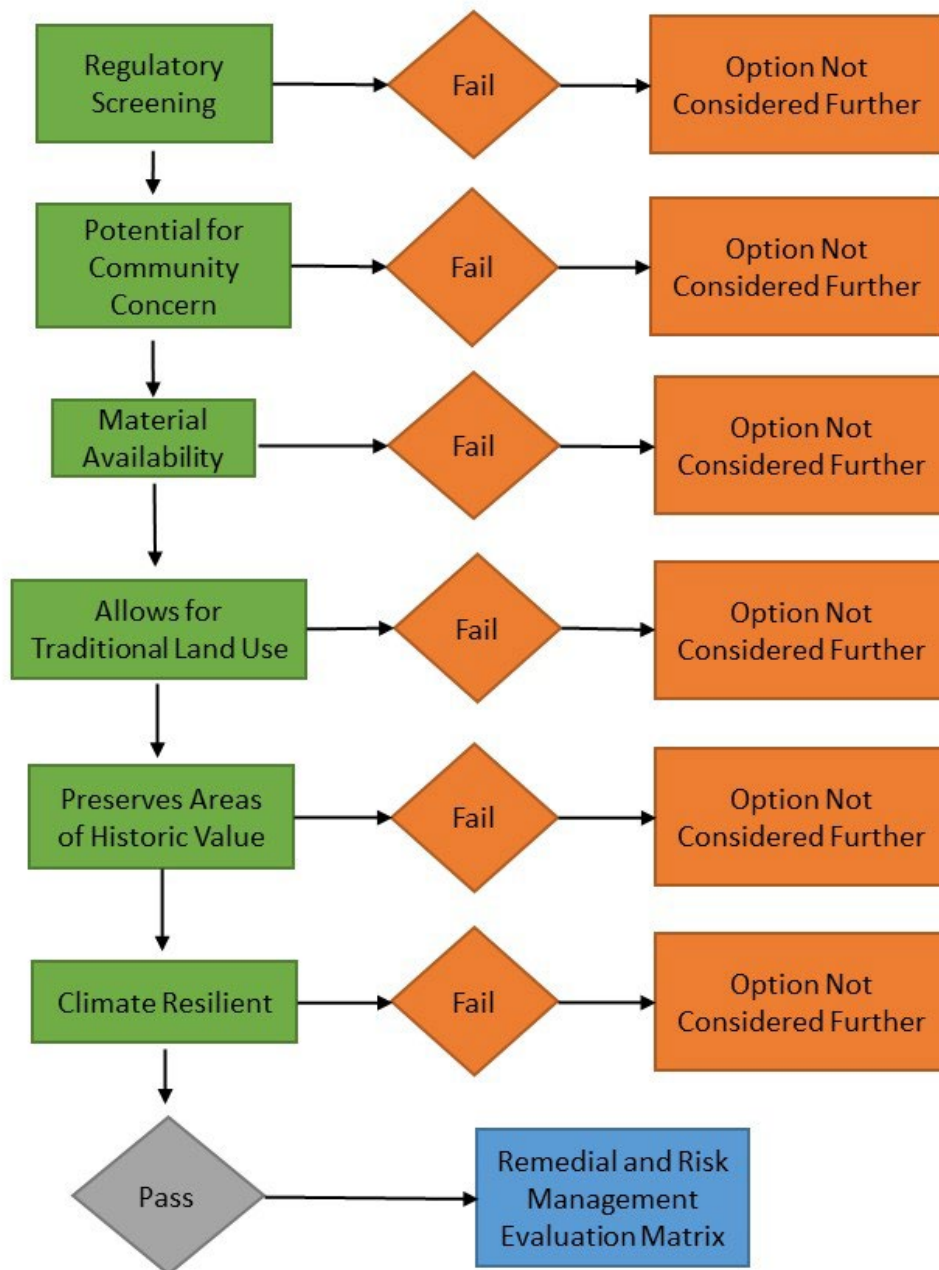 Regulatory
Screening
Fail
Option Not
Considered Further
Potential for
Community
Concern
Fail
Option Not
Considered Further
Material
Availability
Fail
Option Not
Considered Further
Allows for
Traditional Land Use
Fail
Option Not
Considered Further
Preserves Areas
of Historic Value
Fail
Option Not
Considered Further
Climate Resilient
Fail
Option Not
Considered Further
Pass
Remedial and Risk
Management
Evaluation Matrix